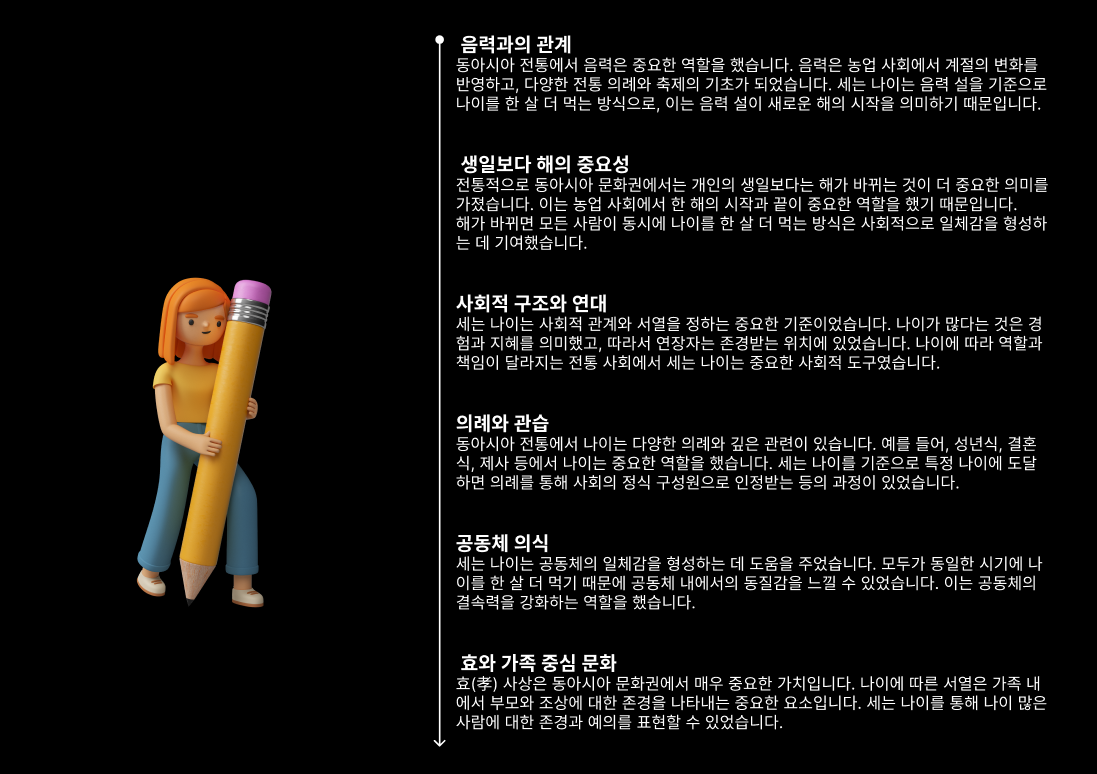 음력과의 관계
동아시아 전통에서 음력은 중요한 역할을 했습니다. 음력은 농업 사회에서 계절의 변화를
반영하고, 다양한 전통 의례와 축제의 기초가 되었습니다. 세는 나이는 음력 설을 기준으로
나이를 한 살 더 먹는 방식으로, 이는 음력 설이 새로운 해의 시작을 의미하기 때문입니다.
생일보다 해의 중요성
전통적으로 동아시아 문화권에서는 개인의 생일보다는 해가 바뀌는 것이 더 중요한 의미를
가졌습니다. 이는 농업 사회에서 한 해의 시작과 끝이 중요한 역할을 했기 때문입니다.
해가 바뀌면 모든 사람이 동시에 나이를 한 살 더 먹는 방식은 사회적으로 일체감을 형성하
는 데 기여했습니다.
사회적 구조와 연대
세는 나이는 사회적 관계와 서열을 정하는 중요한 기준이었습니다. 나이가 많다는 것은 경
험과 지혜를 의미했고, 따라서 연장자는 존경받는 위치에 있었습니다. 나이에 따라 역할과
책임이 달라지는 전통 사회에서 세는 나이는 중요한 사회적 도구였습니다.
의례와 관습
동아시아 전통에서 나이는 다양한 의례와 깊은 관련이 있습니다. 예를 들어, 성년식, 결혼
식, 제사 등에서 나이는 중요한 역할을 했습니다. 세는 나이를 기준으로 특정 나이에 도달
하면 의례를 통해 사회의 정식 구성원으로 인정받는 등의 과정이 있었습니다.
공동체 의식
세는 나이는 공동체의 일체감을 형성하는 데 도움을 주었습니다. 모두가 동일한 시기에 나
이를 한 살 더 먹기 때문에 공동체 내에서의 동질감을 느낄 수 있었습니다. 이는 공동체의
결속력을 강화하는 역할을 했습니다.
효와 가족 중심 문화
효(孝) 사상은 동아시아 문화권에서 매우 중요한 가치입니다. 나이에 따른 서열은 가족 내
에서 부모와 조상에 대한 존경을 나타내는 중요한 요소입니다. 세는 나이를 통해 나이 많은
사람에 대한 존경과 예의를 표현할 수 있었습니다.